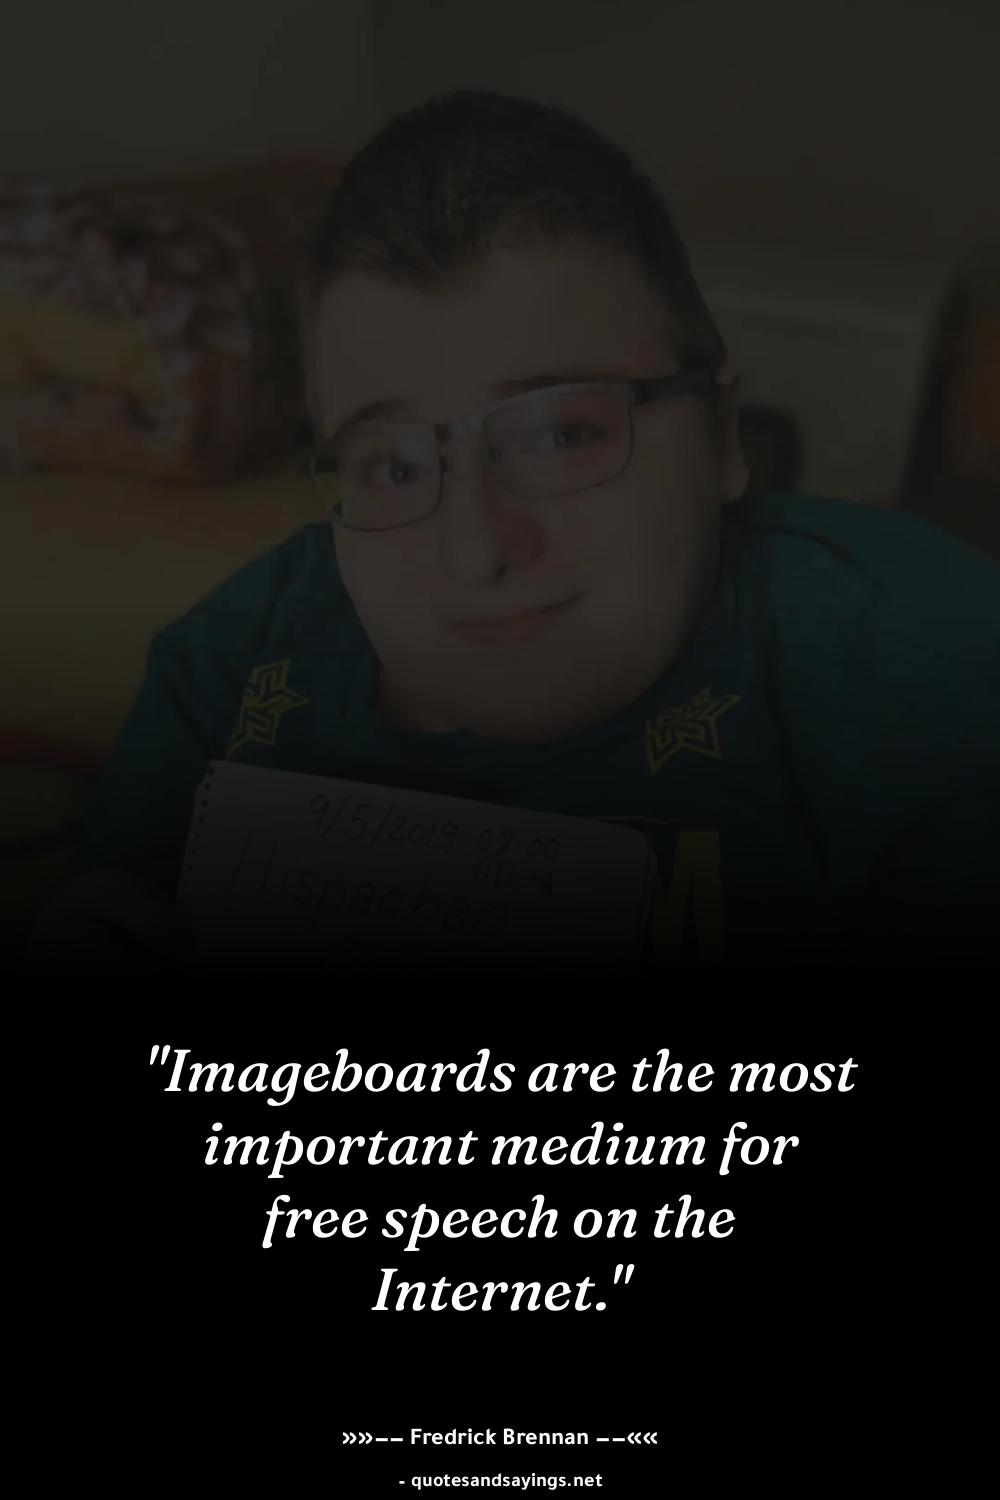 9/5/2019 09:00
UTC+8
Hispachan
M
"Imageboards are the most
important medium for
free speech on the
Internet."
»»—— Fredrick Brennan ——««
- quotesandsayings.net